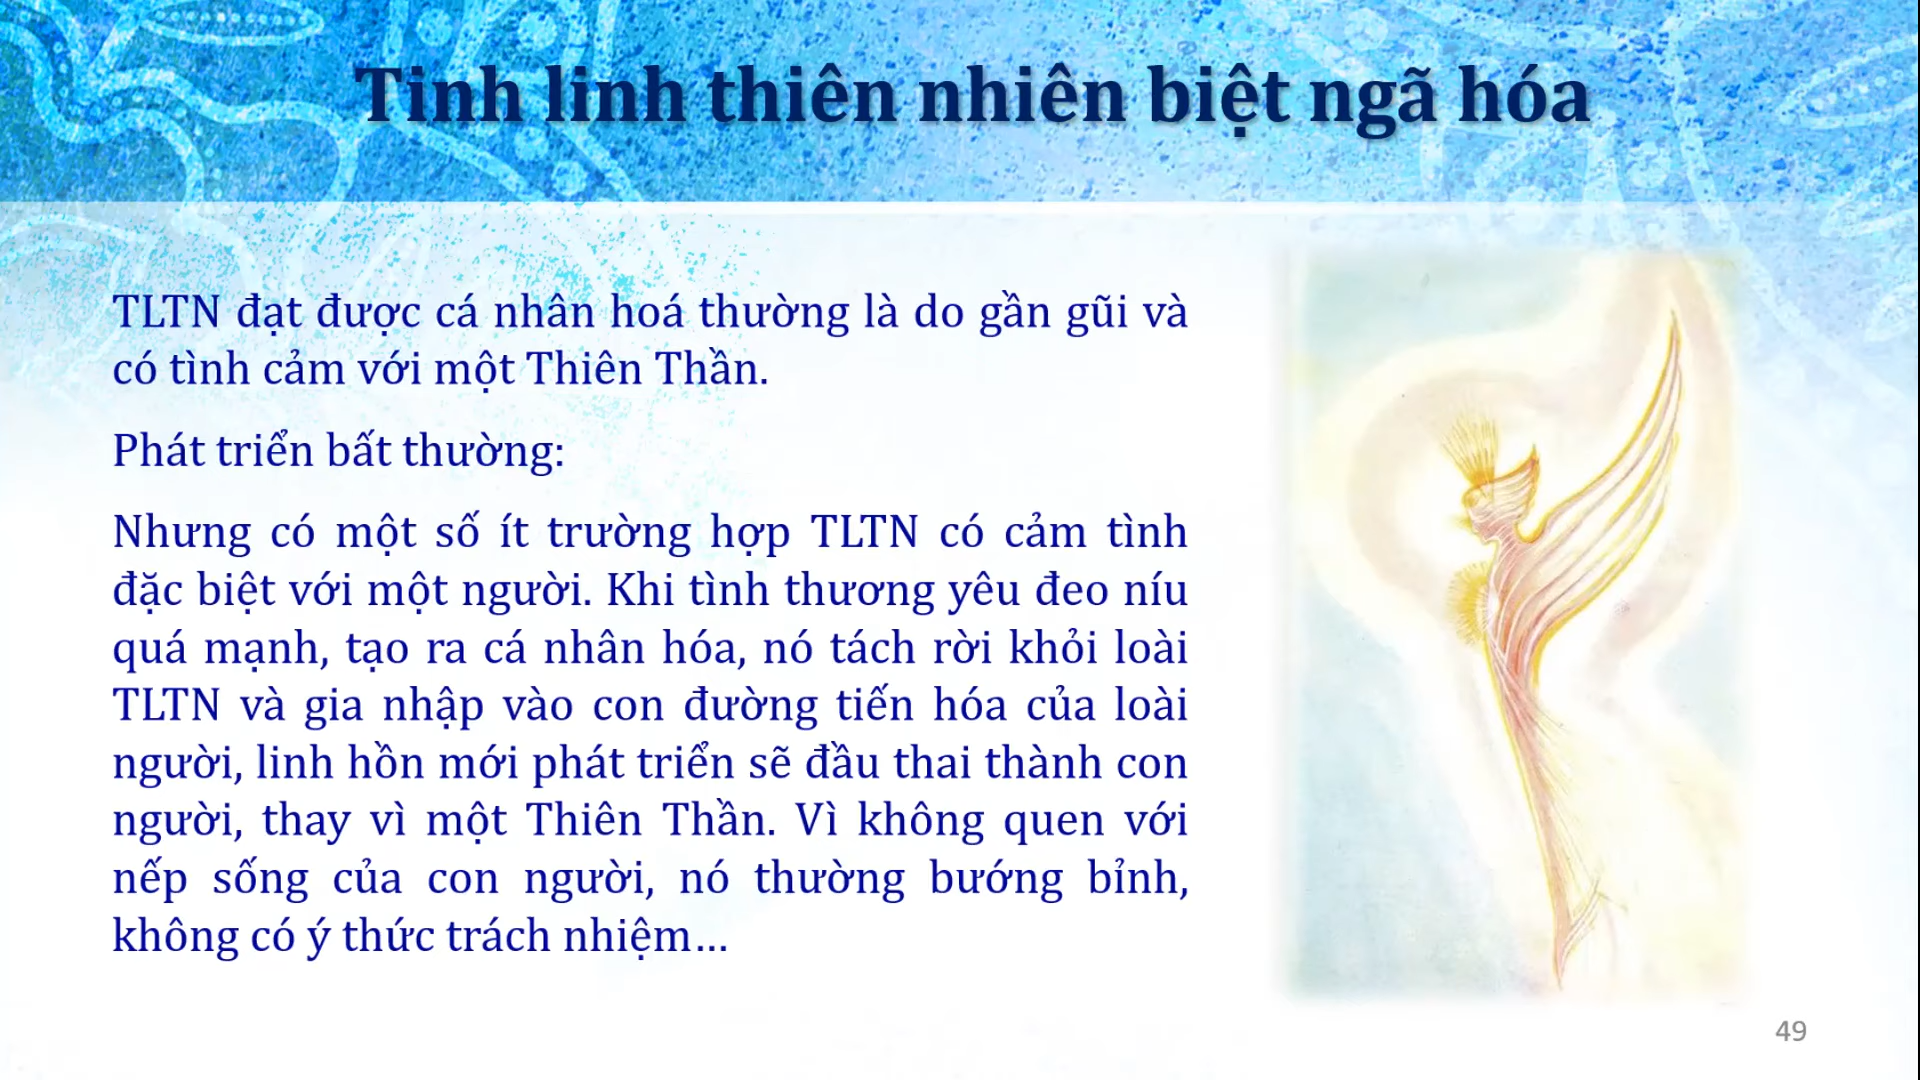 Tinh linh thiên nhiên biệt ngã hóa
TLTN đạt được cá nhân hoá thường là do gần gũi và
có tình cảm với một Thiên Thần.
Phát triển bất thường:
Nhưng có một số ít trường hợp TLTN có cảm tình
đặc biệt với một người. Khi tình thương yêu đeo níu
quá mạnh, tạo ra cá nhân hóa, nó tách rời khỏi loài
TLTN và gia nhập vào con đường tiến hóa của loài
người, linh hồn mới phát triển sẽ đầu thai thành con
người, thay vì một Thiên Thần. Vì không quen với
nếp sống của con người, nó thường bướng bỉnh,
không có ý thức trách nhiệm...
49